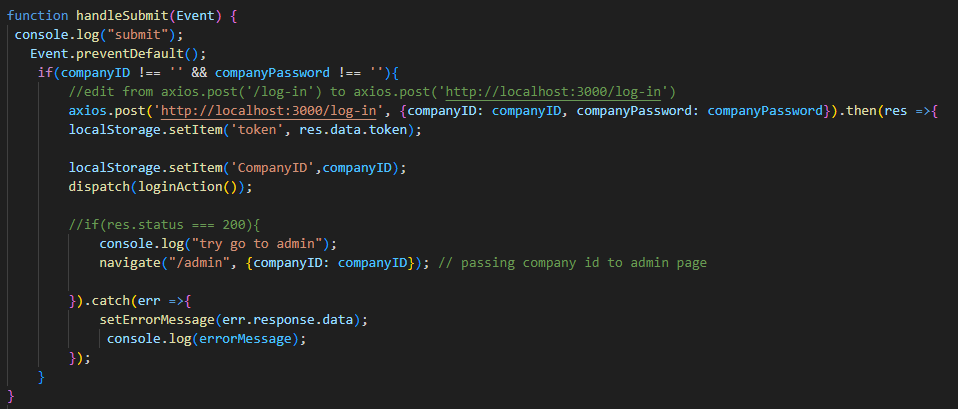 function handleSubmit(Event) {
console.log("submit");
Event.preventDefault();
if(companyID !== '' && companyPassword !== ''){
//edit from axios.post('/log-in') to axios.post('http://localhost:3000/log-in')
axios.post('http://localhost:3000/log-in', {companyID: companyID, companyPassword: companyPassword}).then(res =>{
localStorage.setItem('token', res.data.token);
localStorage.setItem('CompanyID',companyID);
dispatch(loginAction());
//if(res.status === 200){
console.log("try go to admin");
navigate("/admin", {companyID: companyID}); // passing company id to admin page
}).catch(err =>{
setErrorMessage(err.response.data);
console.log(errorMessage);
});
}
}